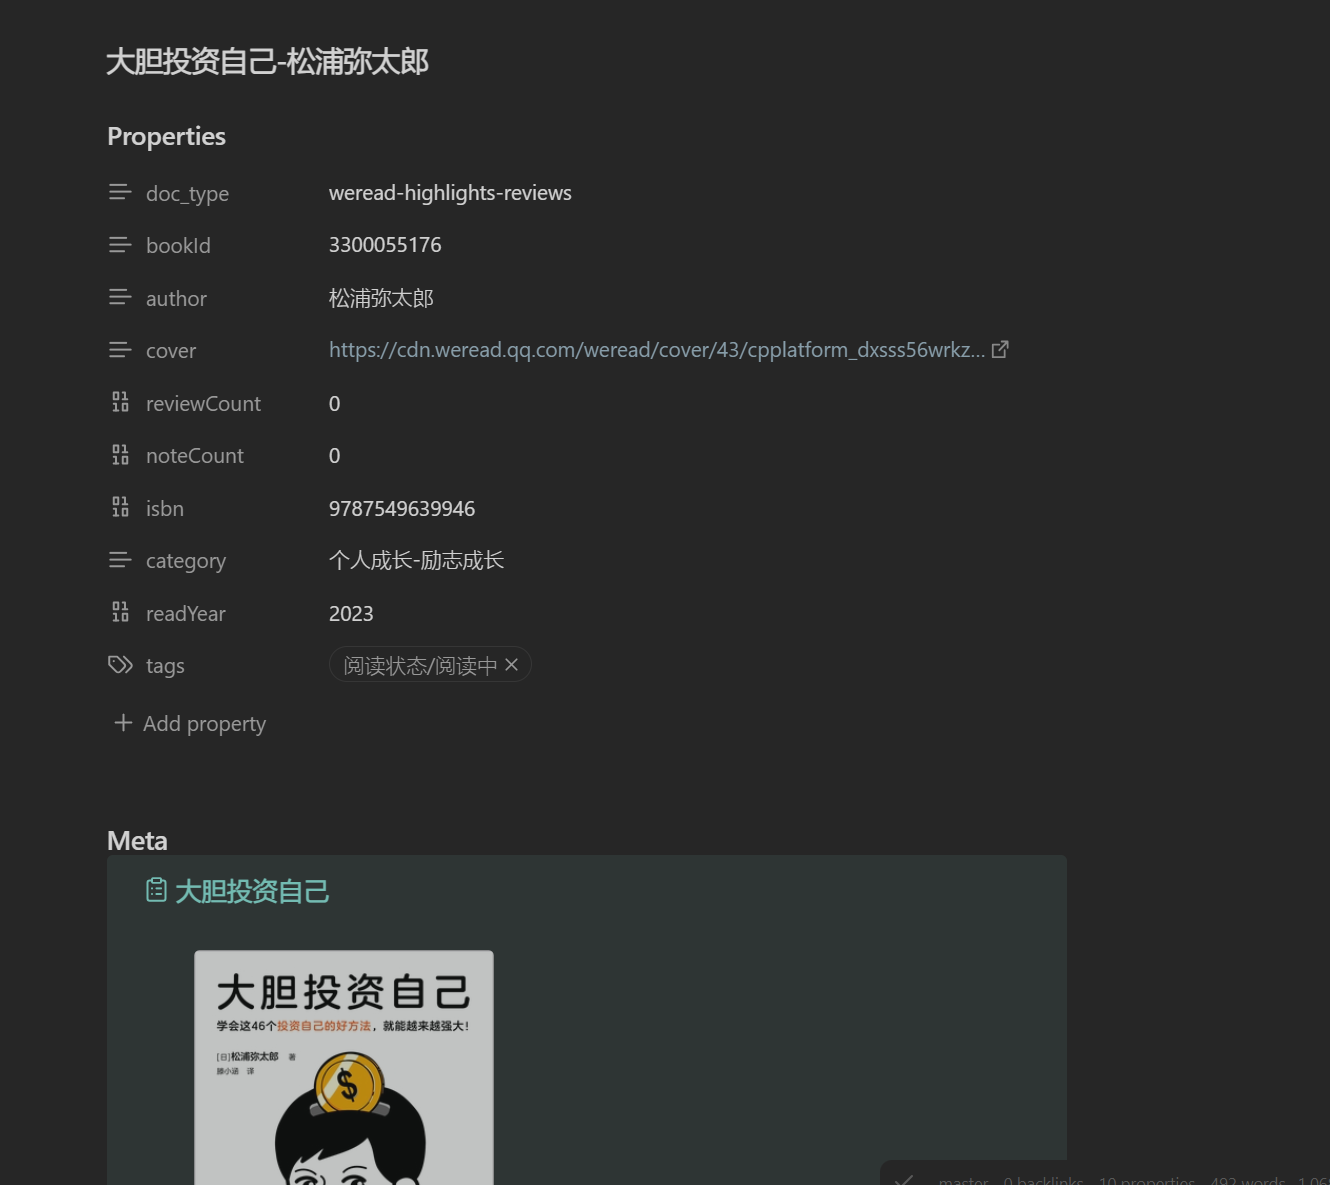 大胆投资自己-松浦弥太郎
Properties
doc_type weread-highlights-reviews
bookId 3300055176
author 松浦弥太郎
cover https://cdn.weread.qq.com/weread/cover/43/cpplatform_dxsss56wrkz...
reviewCount 0
noteCount 0
isbn 9787549639946
category 个人成长-励志成长
readYear 2023
tags 阅读状态/阅读中
Add property
Meta
大胆投资自己
大胆投资自己
学会这46个投资自己的好方法，就能越来越强大！
[日]松浦弥太郎 著
滕小涵 译
$
master 0 backlinks 10 properties 492 words